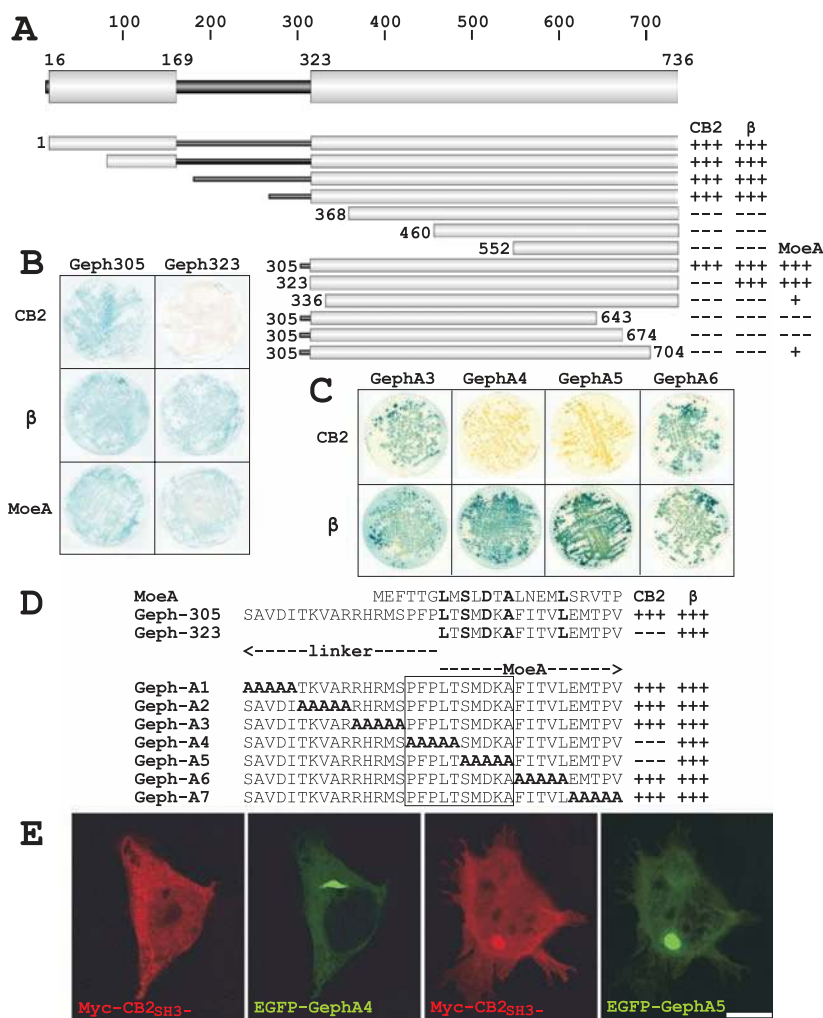 A
100 200 300 400 500 600 700
16 169 323 736
CB2 β
1 +++ +++
+++ +++
+++ +++
+++ +++
368 --- ---
460 --- ---
552 --- --- MoeA
305 +++ +++ +++
323 --- +++ +++
336 --- --- +
305 643 --- --- ---
305 674 --- --- ---
305 704 --- --- +
B
Geph305 Geph323
CB2
β
MoeA
C
GephA3 GephA4 GephA5 GephA6
CB2
β
D
MoeA MEFTTGLMSLDTALNEMLSRVTP CB2 β
Geph-305 SAVDITKVARRHRMSPFPLTSMDKAFITVLEMTPV +++ +++
Geph-323 LTSMDKAFITVLEMTPV --- +++
<-----linker-----
------MoeA----->
Geph-A1 AAAAATKVARRHRMSPFPLTSMDKAFITVLEMTPV +++ +++
Geph-A2 SAVDIAAAAARHRMSPFPLTSMDKAFITVLEMTPV +++ +++
Geph-A3 SAVDITKVARAAAAAPFPLTSMDKAFITVLEMTPV +++ +++
Geph-A4 SAVDITKVARRHRMSAAAAASMDKAFITVLEMTPV --- +++
Geph-A5 SAVDITKVARRHRMSPFPLTAAAAAFITVLEMTPV --- +++
Geph-A6 SAVDITKVARRHRMSPFPLTSMDKAAAAAAEMTPV +++ +++
Geph-A7 SAVDITKVARRHRMSPFPLTSMDKAFITVLAAAAA +++ +++
E
Myc-CB2SH3- EGFP-GephA4 Myc-CB2SH3- EGFP-GephA5